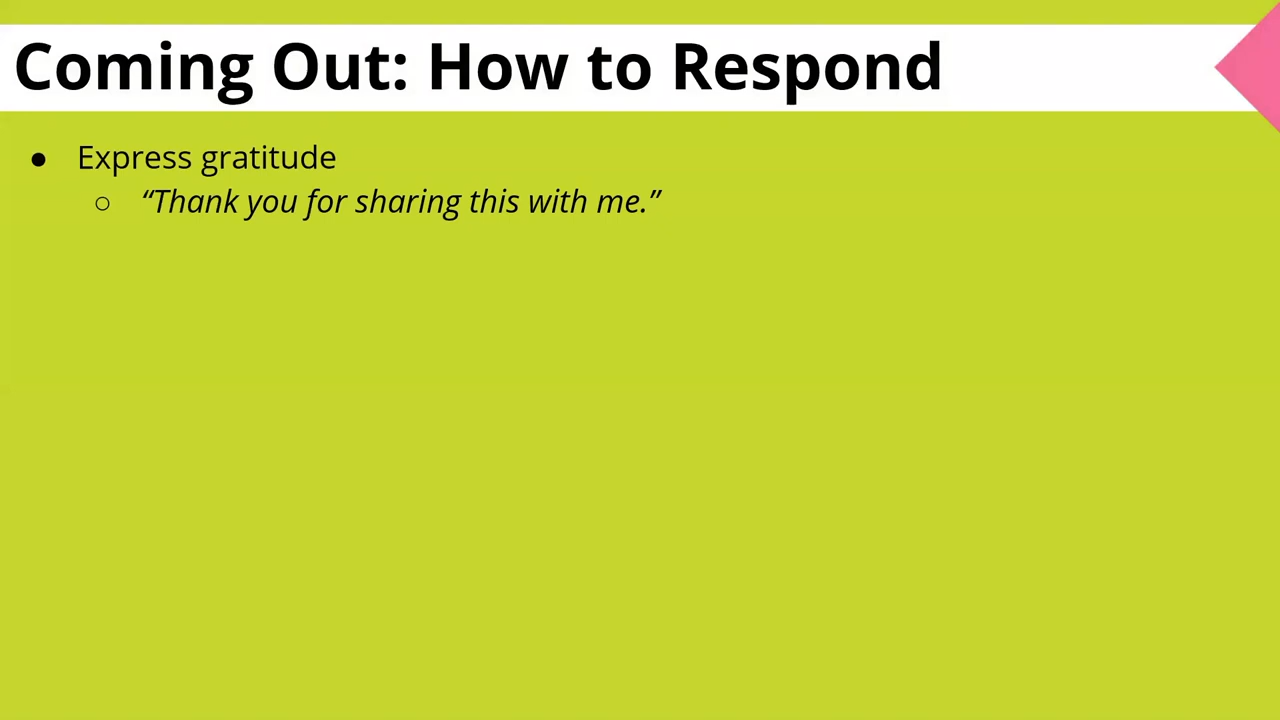 Coming Out: How to Respond
● Express gratitude
○ “Thank you for sharing this with me.”